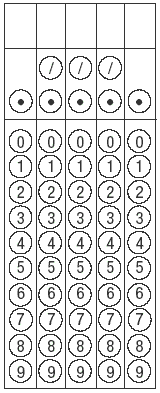 / / /
. . . . .
0 0 0 0 0
1 1 1 1 1
2 2 2 2 2
3 3 3 3 3
4 4 4 4 4
5 5 5 5 5
6 6 6 6 6
7 7 7 7 7
8 8 8 8 8
9 9 9 9 9